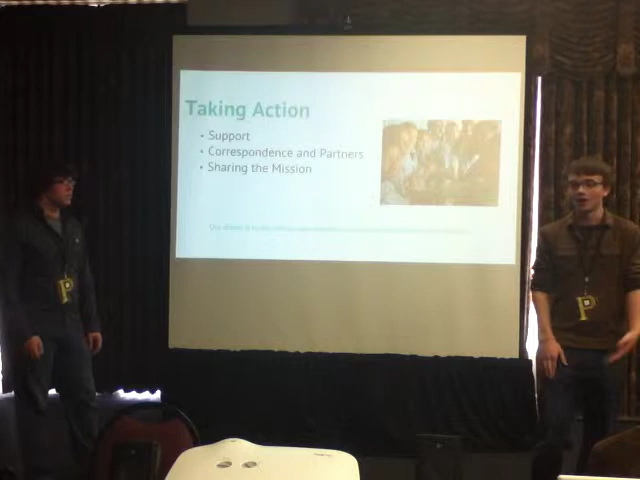 Taking Action
• Support
• Correspondence and Partners
• Sharing the Mission
P
P